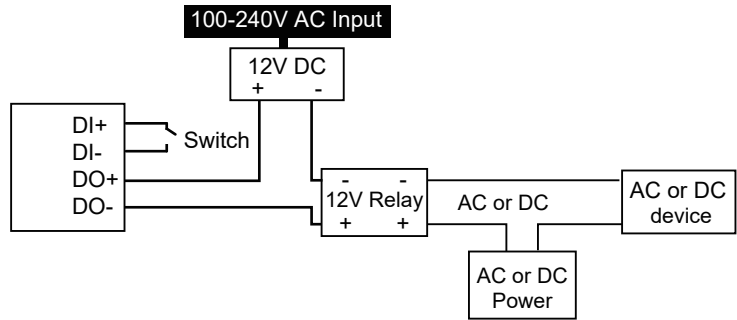 100-240V AC Input
12V DC
+ -
DI+
DI-
DO+
DO-
Switch
- -
12V Relay
+ +
AC or DC
AC or DC
device
AC or DC
Power